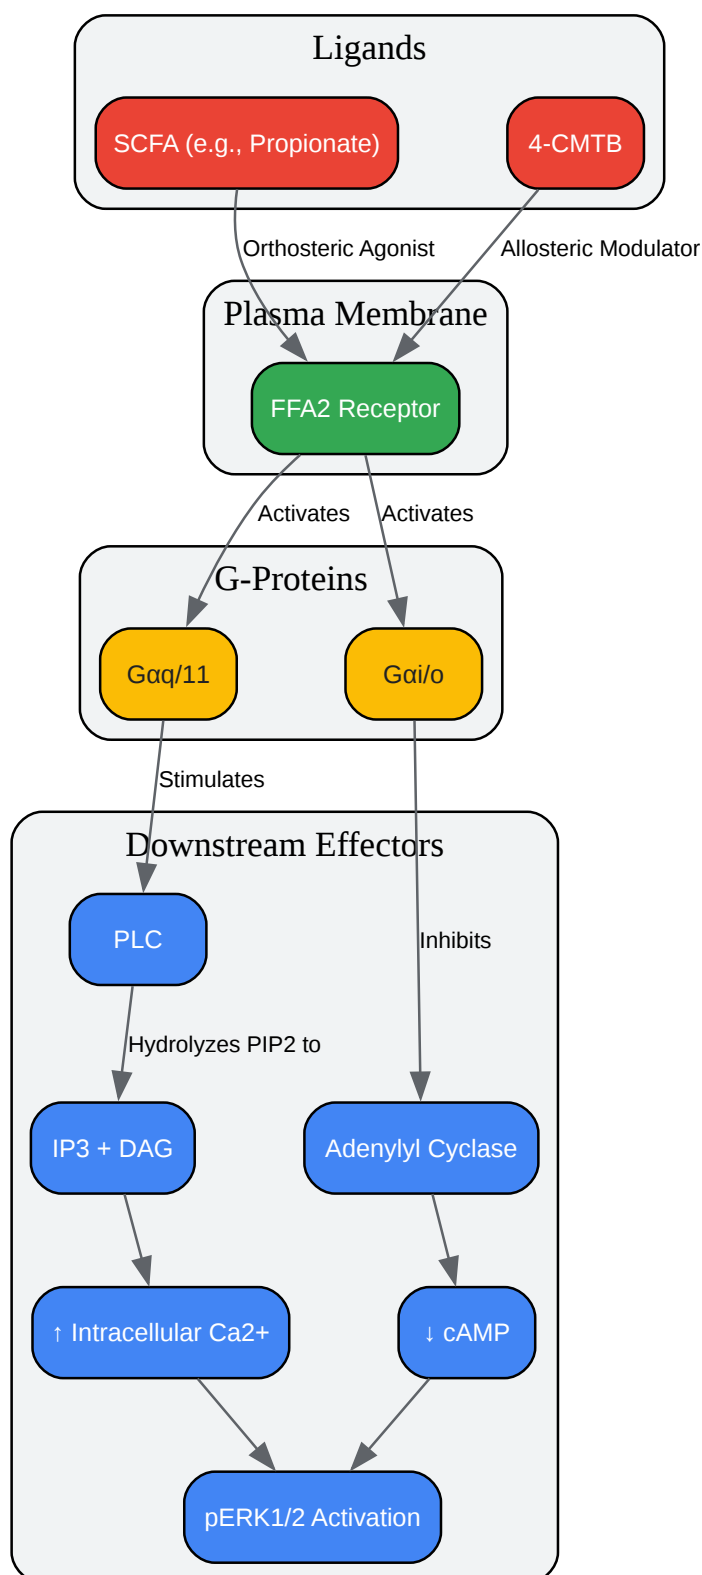 Ligands
SCFA (e.g., Propionate)
4-CMTB
Orthosteric Agonist
Allosteric Modulator
Plasma Membrane
FFA2 Receptor
Activates
Activates
G-Proteins
Gαq/11
Gαi/o
Stimulates
Downstream Effectors
PLC
Inhibits
Hydrolyzes PIP2 to
IP3 + DAG
Adenylyl Cyclase
↑ Intracellular Ca2+
↓ cAMP
pERK1/2 Activation